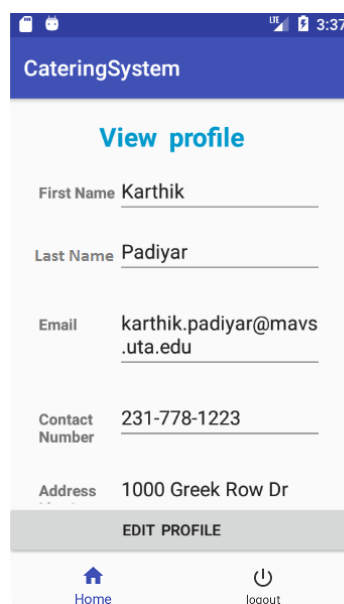 LTE 3:37
CateringSystem
View profile
First Name Karthik
Last Name Padiyar
Email karthik.padiyar@mavs
.uta.edu
Contact 231-778-1223
Number
Address 1000 Greek Row Dr
EDIT PROFILE
Home logout